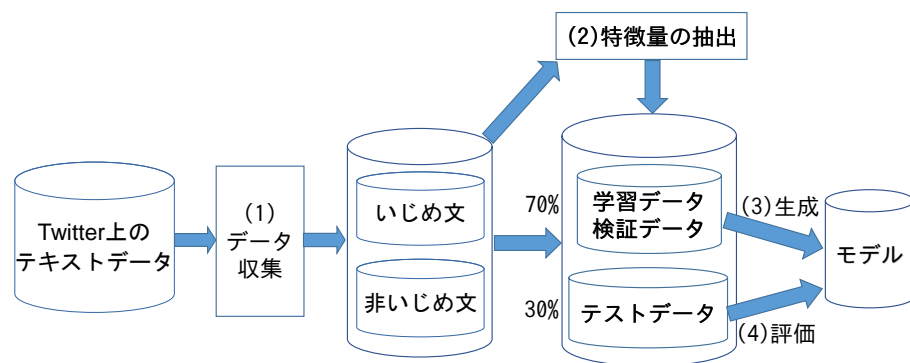 (2)特徴量の抽出
Twitter上の
テキストデータ
(1)
データ
収集
いじめ文
非いじめ文
70%
学習データ
検証データ
30%
テストデータ
(3)生成
(4)評価
モデル